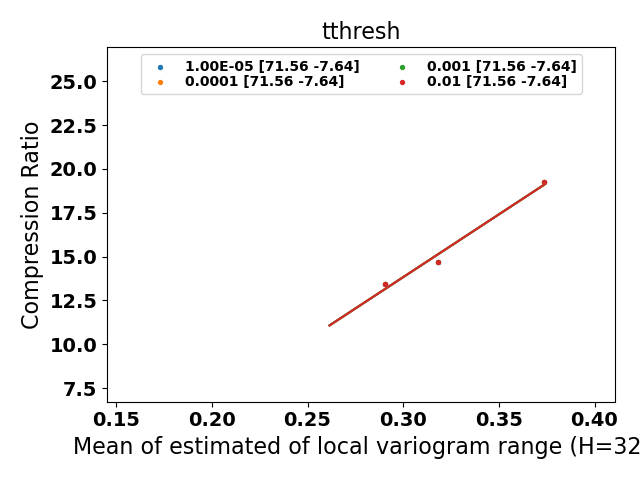 tthresh
1.00E-05 [71.56 -7.64]
0.0001 [71.56 -7.64]
0.001 [71.56 -7.64]
0.01 [71.56 -7.64]
Compression Ratio
25.0
22.5
20.0
17.5
15.0
12.5
10.0
7.5
0.15 0.20 0.25 0.30 0.35 0.40
Mean of estimated of local variogram range (H=32